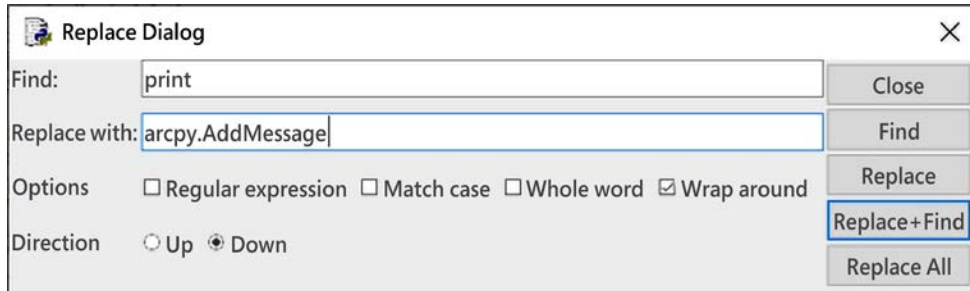 Replace Dialog
Find: print Close
Replace with: arcpy.AddMessage Find
Options Regular expression Match case Whole word Wrap around Replace
Replace+Find
Direction Up Down
Replace All